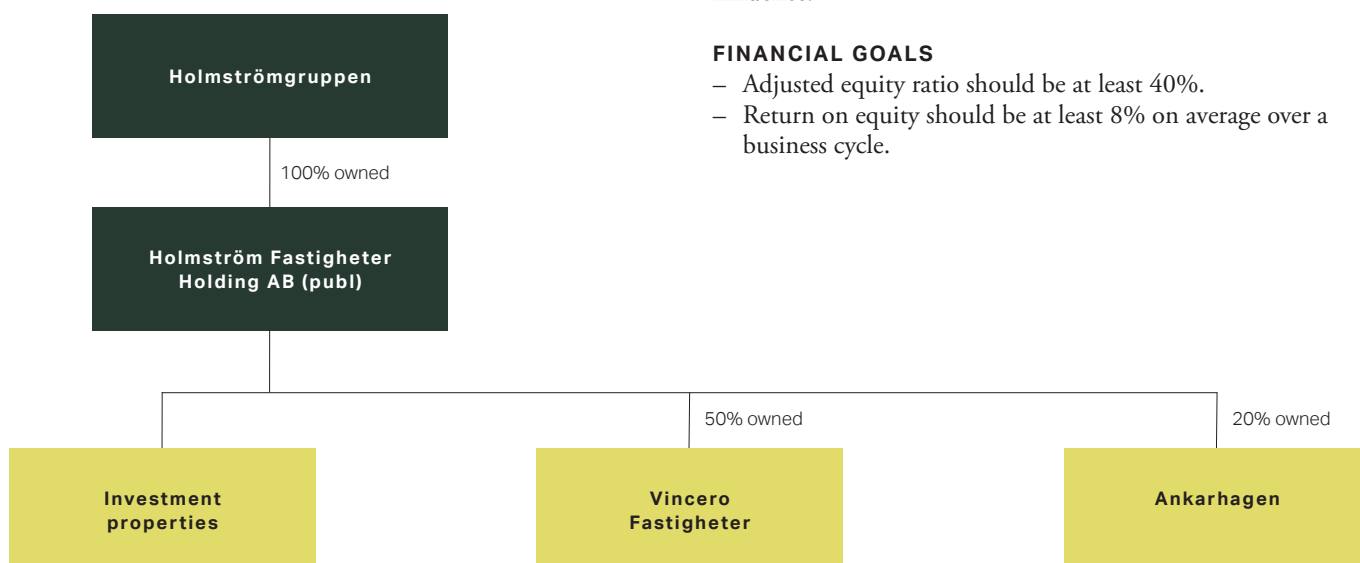 FINANCIAL GOALS
– Adjusted equity ratio should be at least 40%.
– Return on equity should be at least 8% on average over a
business cycle.
Holmströmgruppen
100% owned
Holmström Fastigheter
Holding AB (publ)
50% owned
20% owned
Investment
properties
Vincero
Fastigheter
Ankarhagen